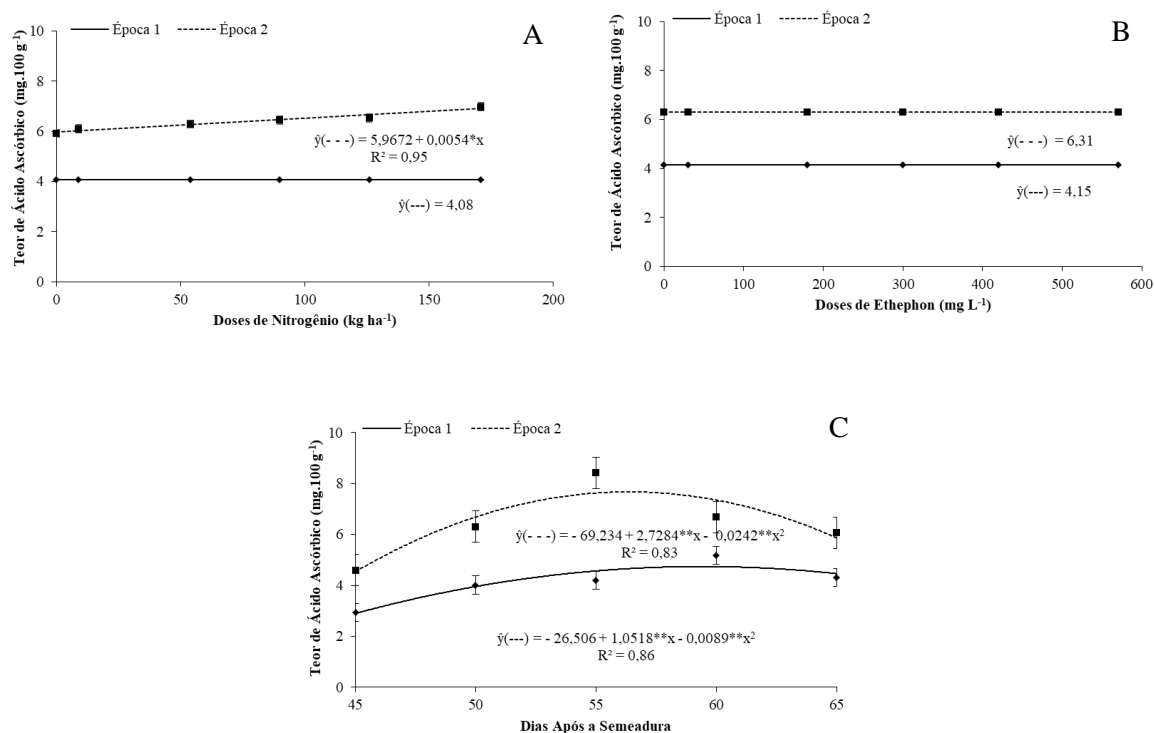 Época 1 Época 2
A
Teor de Ácido Ascórbico (mg.100 g⁻¹)
10
8
6
4
2
0
ŷ(- - -) = 5,9672 + 0,0054*x
R² = 0,95
ŷ(---) = 4,08
0 50 100 150 200
Doses de Nitrogênio (kg ha⁻¹)
Época 1 Época 2
B
Teor de Ácido Ascórbico (mg.100 g⁻¹)
10
8
6
4
2
0
ŷ(- - -) = 6,31
ŷ(---) = 4,15
0 100 200 300 400 500 600
Doses de Ethephon (mg L⁻¹)
Época 1 Época 2
C
Teor de Ácido Ascórbico (mg.100 g⁻¹)
10
8
6
4
2
0
ŷ(- - -) = - 69,234 + 2,7284**x - 0,0242**x²
R² = 0,83
ŷ(---) = - 26,506 + 1,0518**x - 0,0089**x²
R² = 0,86
45 50 55 60 65
Dias Após a Semeadura